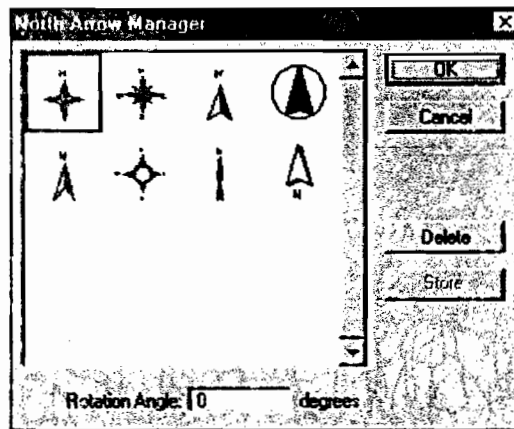 North Arrow Manager
OK
Cancel
Delete
Store
N
Rotation Angle: 0 degrees